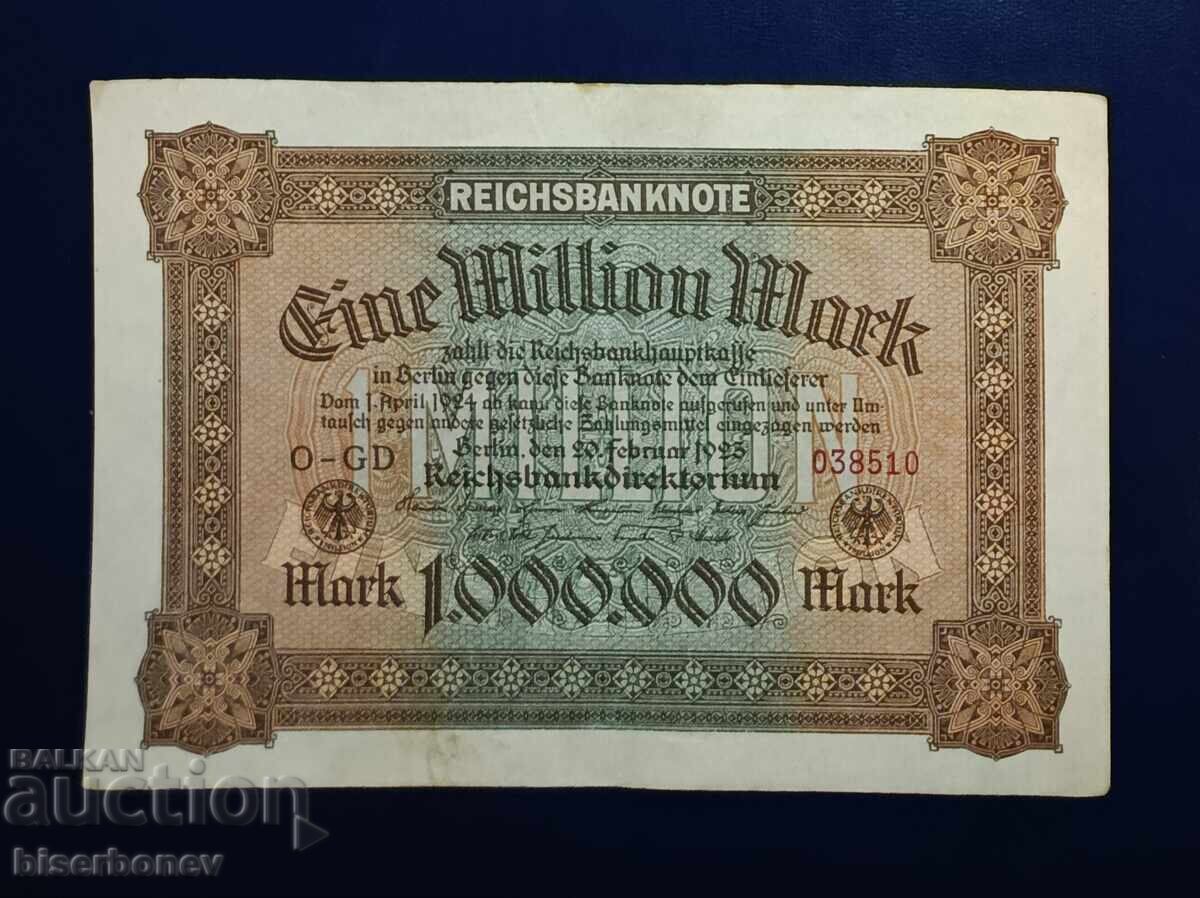 REICHSBANKNOTE
Eine Million Mark
zahlt die Reichsbankhauptkasse
in Berlin gegen diese Banknote dem Einlieferer
Vom 1. April 1924 ab kann diese Banknote aufgerufen und unter Um-
tausch gegen andere gesetzliche Zahlungsmittel eingezogen werden
Berlin, den 20. Februar 1923
O-GD 038510
Reichsbankdirektorium
1 MILLION
Mark 1.000.000 Mark
BALKAN
auction
biserbonev